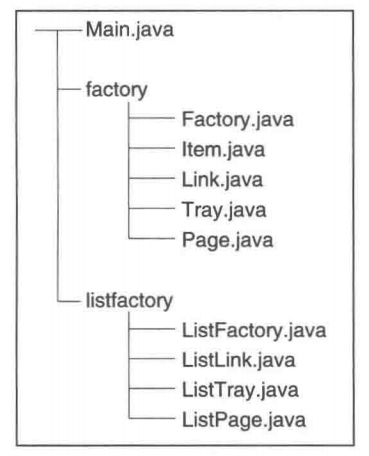 Main.java
factory
Factory.java
Item.java
Link.java
Tray.java
Page.java
listfactory
ListFactory.java
ListLink.java
ListTray.java
ListPage.java